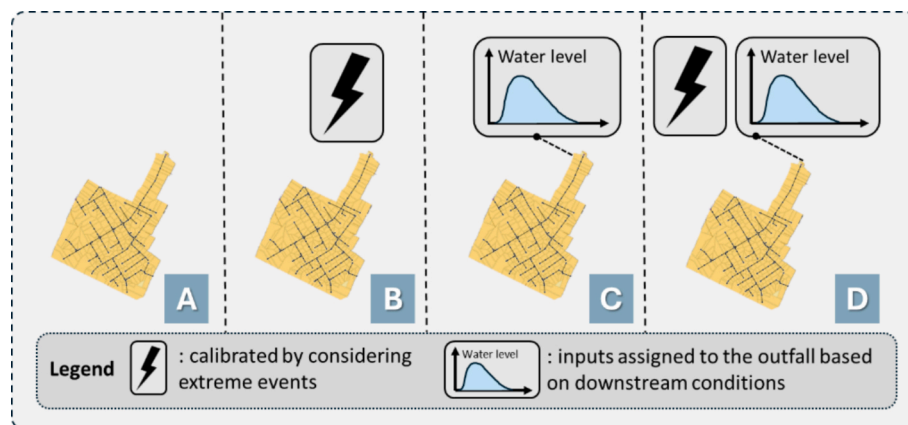 Water level
Water level
A
B
C
D
Legend
: calibrated by considering
extreme events
Water level
: inputs assigned to the outfall based
on downstream conditions